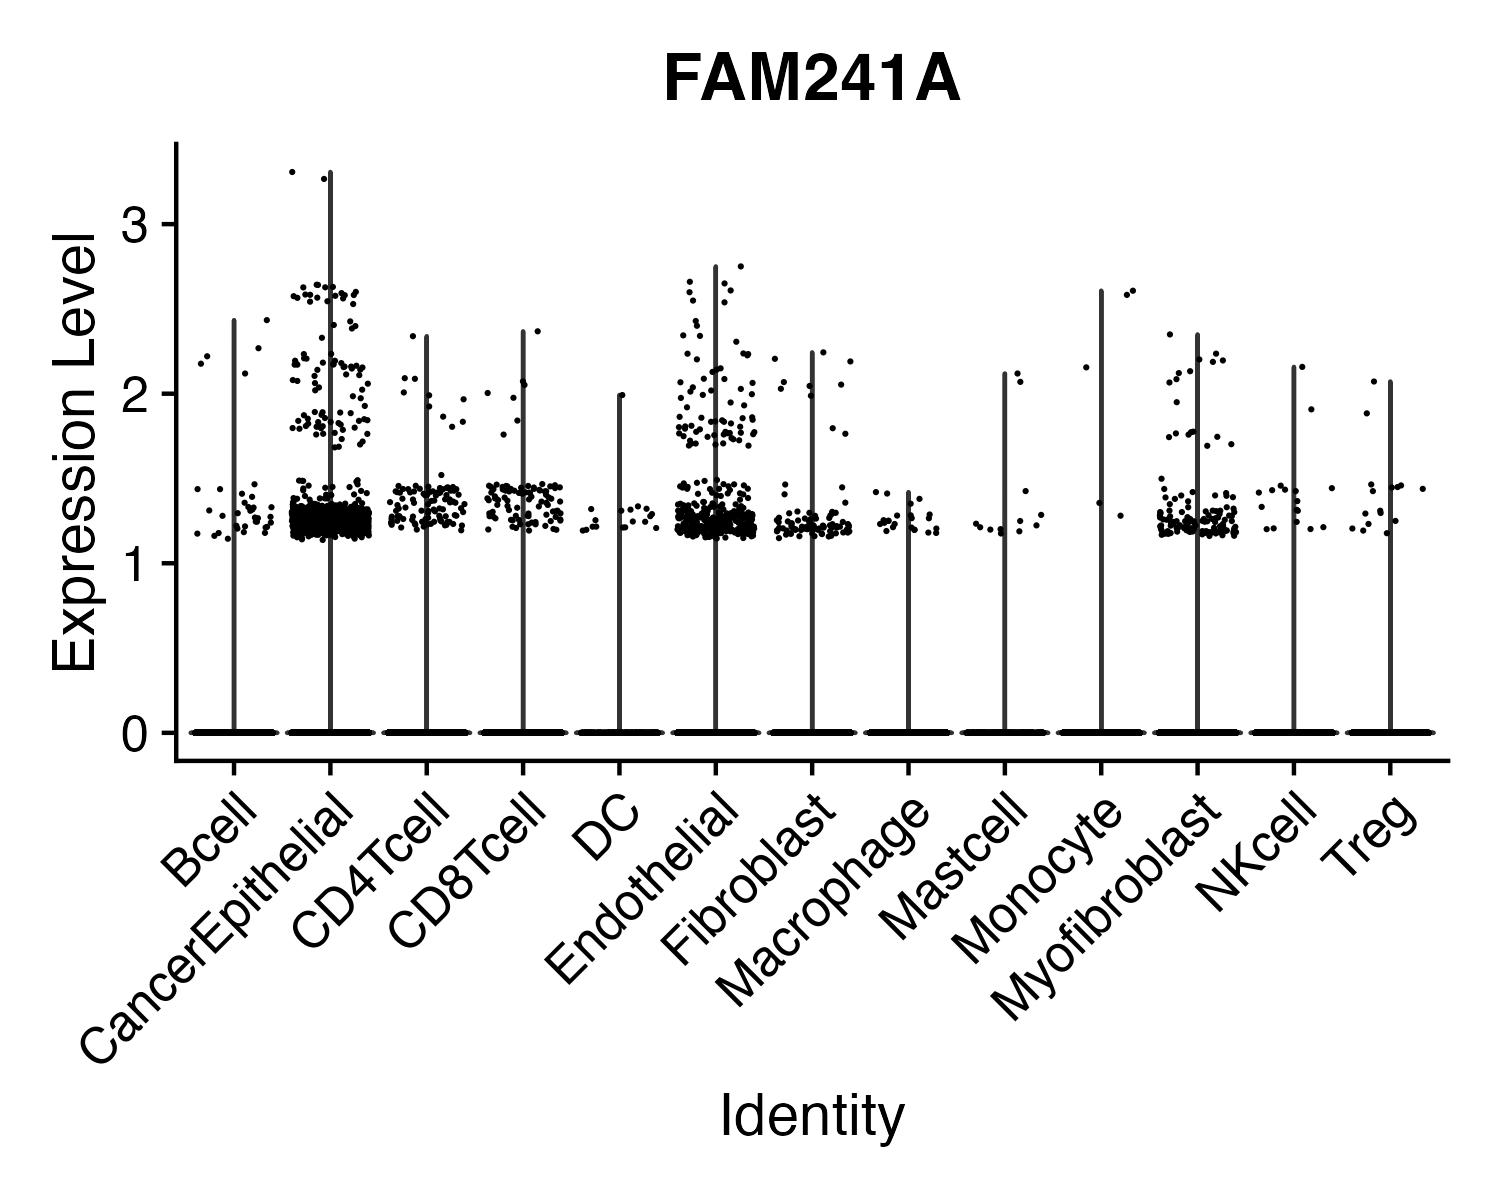 FAM241A
Expression Level
3
2
1
0
Bcell
CancerEpithelial
CD4Tcell
CD8Tcell
DC
Endothelial
Fibroblast
Macrophage
Mastcell
Monocyte
Myofibroblast
NKcell
Treg
Identity